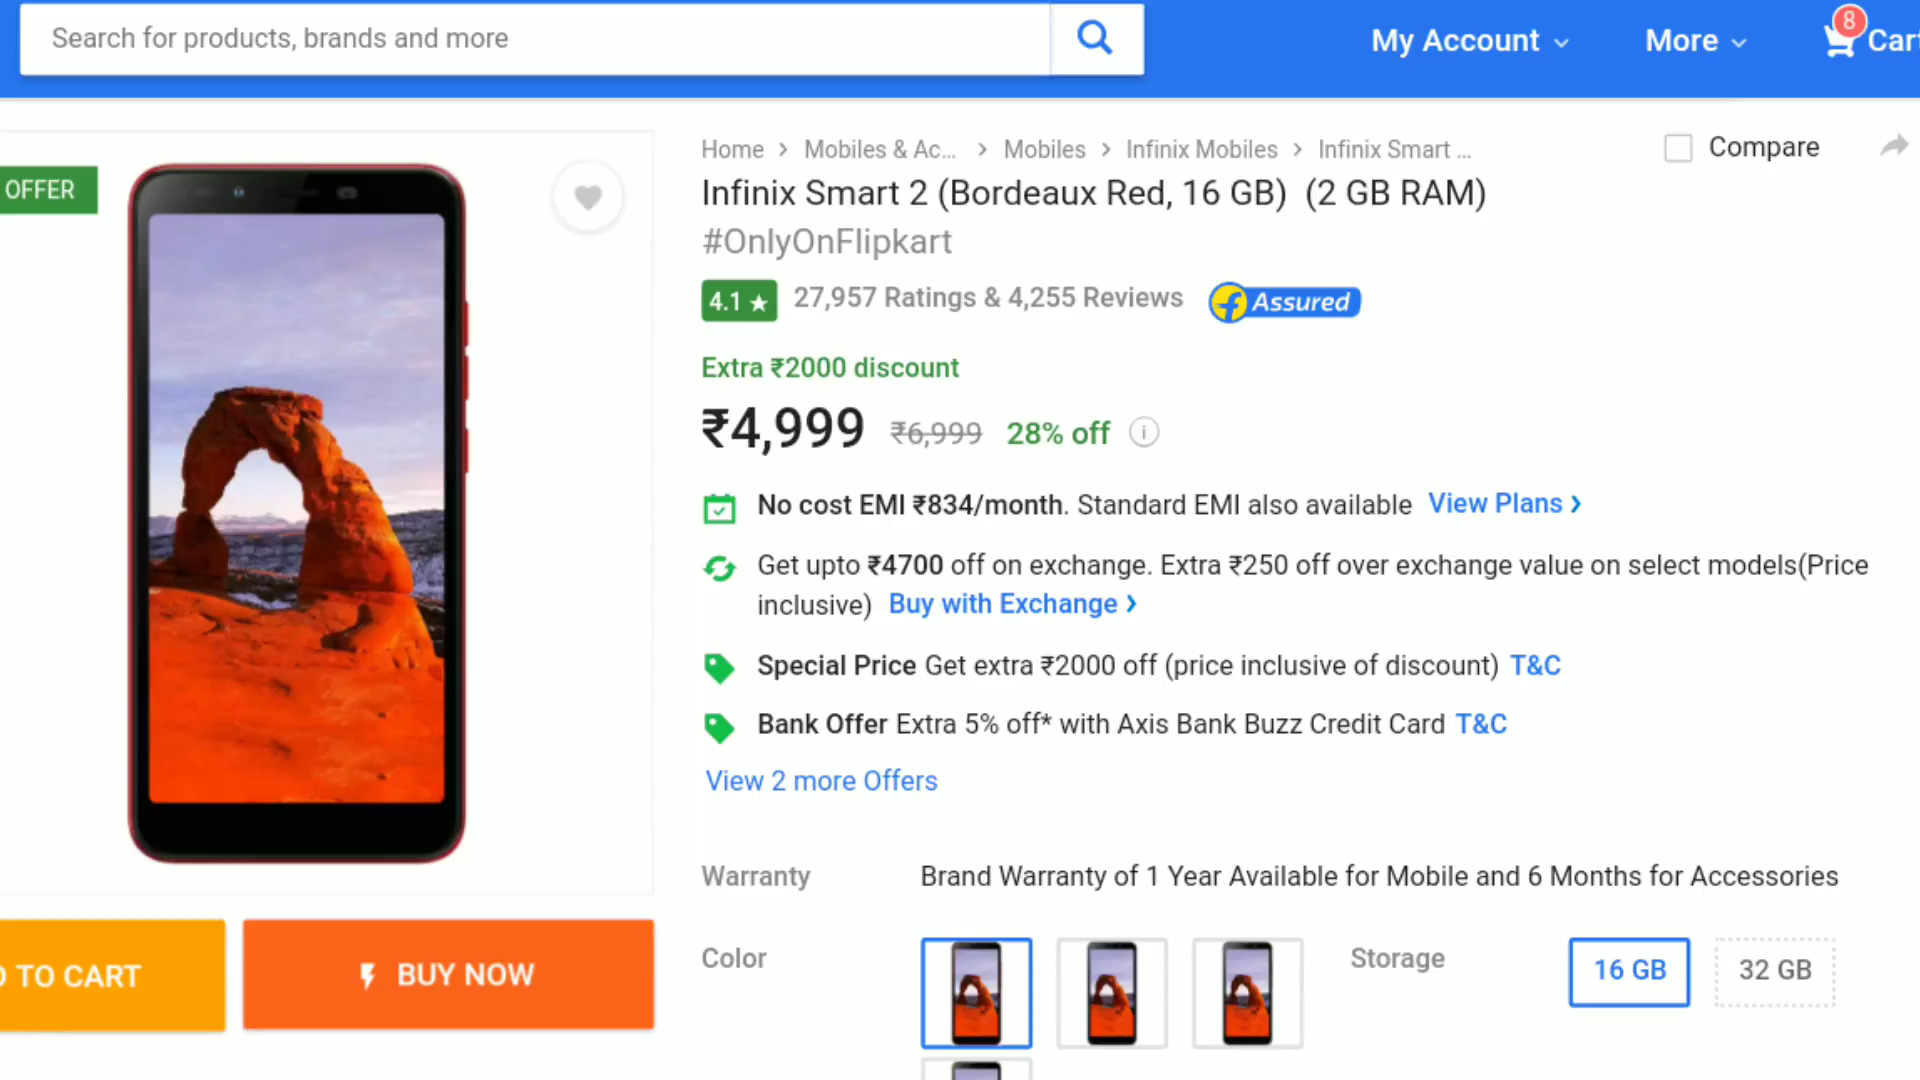 Search for products, brands and more
My Account
More
8
Cart
Home > Mobiles & Ac... > Mobiles > Infinix Mobiles > Infinix Smart ...
Compare
OFFER
Infinix Smart 2 (Bordeaux Red, 16 GB) (2 GB RAM)
#OnlyOnFlipkart
4.1 ★ 27,957 Ratings & 4,255 Reviews
f Assured
Extra ₹2000 discount
₹4,999 ₹6,999 28% off i
No cost EMI ₹834/month. Standard EMI also available View Plans >
Get upto ₹4700 off on exchange. Extra ₹250 off over exchange value on select models(Price
inclusive) Buy with Exchange >
Special Price Get extra ₹2000 off (price inclusive of discount) T&C
Bank Offer Extra 5% off* with Axis Bank Buzz Credit Card T&C
View 2 more Offers
Warranty
Brand Warranty of 1 Year Available for Mobile and 6 Months for Accessories
D TO CART
BUY NOW
Color
Storage
16 GB
32 GB